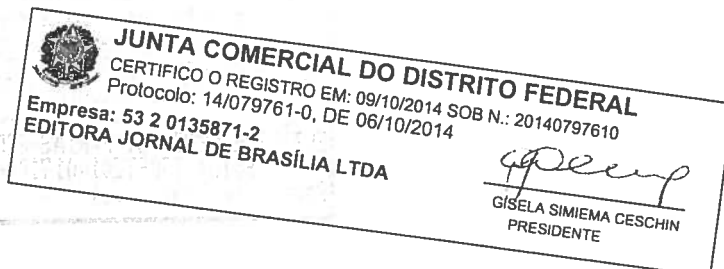 JUNTA COMERCIAL DO DISTRITO FEDERAL
CERTIFICO O REGISTRO EM: 09/10/2014 SOB N.: 20140797610
Protocolo: 14/079761-0, DE 06/10/2014
Empresa: 53 2 0135871-2
EDITORA JORNAL DE BRASÍLIA LTDA
GISELA SIMIEMA CESCHIN
PRESIDENTE